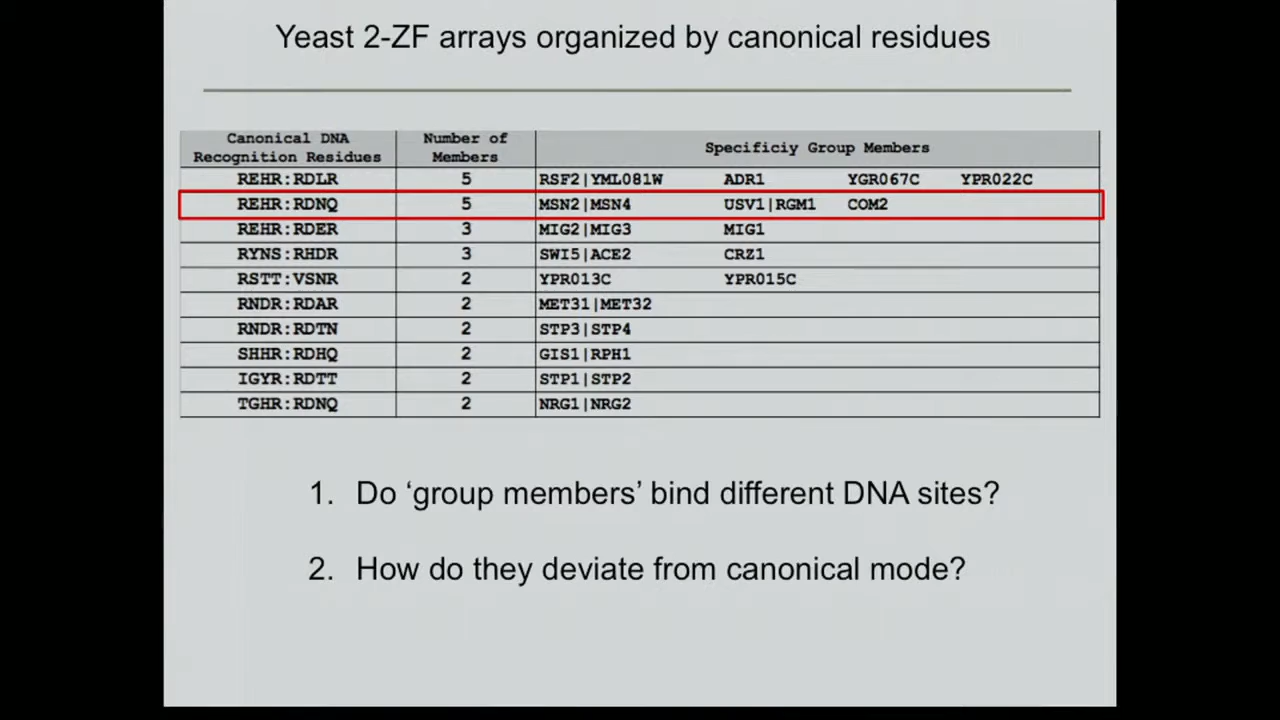 Yeast 2-ZF arrays organized by canonical residues
Canonical DNA Recognition Residues Number of Members Specificiy Group Members
REHR:RDLR 5 RSF2|YML081W ADR1 YGR067C YPR022C
REHR:RDNQ 5 MSN2|MSN4 USV1|RGM1 COM2
REHR:RDER 3 MIG2|MIG3 MIG1
RYNS:RHDR 3 SWI5|ACE2 CRZ1
RSTT:VSNR 2 YPR013C YPR015C
RNDR:RDAR 2 MET31|MET32
RNDR:RDTN 2 STP3|STP4
SHHR:RDHQ 2 GIS1|RPH1
IGYR:RDTT 2 STP1|STP2
TGHR:RDNQ 2 NRG1|NRG2
1. Do ‘group members’ bind different DNA sites?
2. How do they deviate from canonical mode?